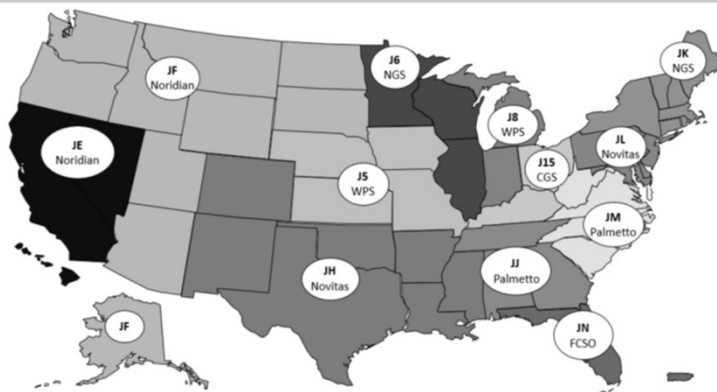 JF
Noridian
J6
NGS
JK
NGS
JE
Noridian
J8
WPS
J15
CGS
JL
Novitas
J5
WPS
JM
Palmetto
JH
Novitas
JJ
Palmetto
JF
JN
FCSO